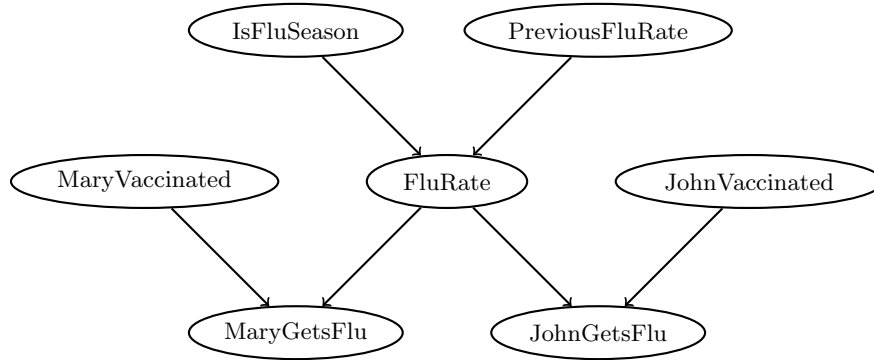 IsFluSeason
PreviousFluRate
MaryVaccinated
FluRate
JohnVaccinated
MaryGetsFlu
JohnGetsFlu